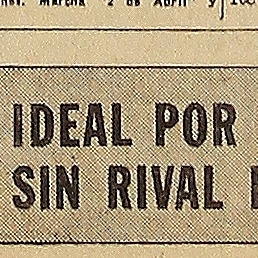 Marcha 2 de Abril y
IDEAL POR
SIN RIVAL